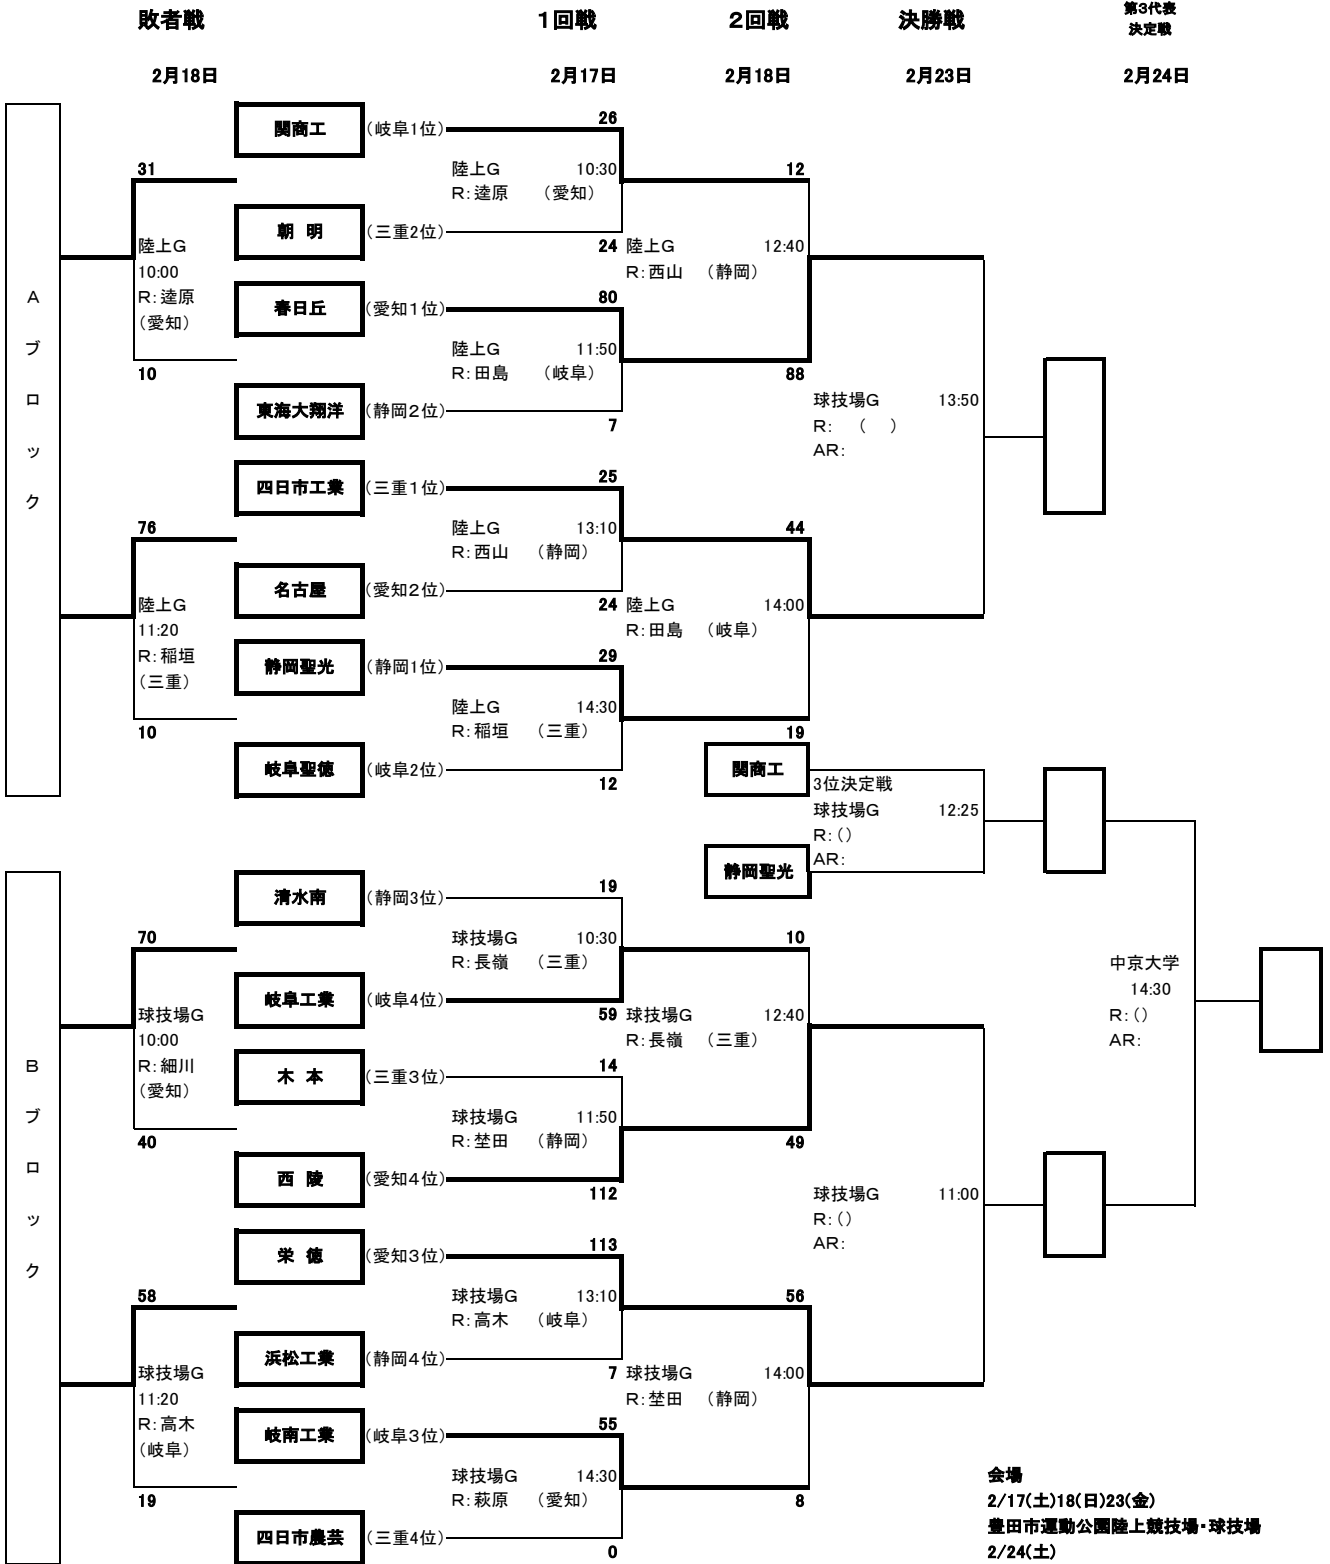 敗者戦 1回戦 2回戦 決勝戦 第3代表
決定戦
2月18日 2月17日 2月18日 2月23日 2月24日
Aブロック
関商工 (岐阜1位) 26
31 陸上G 10:30 12
R:逵原 (愛知)
朝 明 (三重2位) 24
陸上G 陸上G 12:40
10:00 R:西山 (静岡)
R:逵原
(愛知)
春日丘 (愛知1位) 80
陸上G 11:50
R:田島 (岐阜)
10 88
球技場G 13:50
R: ( )
AR:
東海大翔洋 (静岡2位) 7
四日市工業 (三重1位) 25
76 陸上G 13:10 44
R:西山 (静岡)
名古屋 (愛知2位) 24
陸上G 陸上G 14:00
11:20 R:田島 (岐阜)
R:稲垣
(三重)
静岡聖光 (静岡1位) 29
陸上G 14:30
R:稲垣 (三重)
10 19
岐阜聖徳 (岐阜2位) 12
関商工
3位決定戦
球技場G 12:25
R:()
AR:
静岡聖光
Bブロック
清水南 (静岡3位) 19
70 球技場G 10:30 10
R:長嶺 (三重)
岐阜工業 (岐阜4位) 59
球技場G 球技場G 12:40
10:00 R:長嶺 (三重)
R:細川
(愛知)
中京大学
14:30
R:()
AR:
木 本 (三重3位) 14
球技場G 11:50
R:埜田 (静岡)
40 49
西 陵 (愛知4位) 112
球技場G 11:00
R:()
AR:
栄 徳 (愛知3位) 113
58 球技場G 13:10 56
R:高木 (岐阜)
浜松工業 (静岡4位) 7
球技場G 球技場G 14:00
11:20 R:埜田 (静岡)
R:高木
(岐阜)
岐南工業 (岐阜3位) 55
球技場G 14:30
R:萩原 (愛知)
19 8
四日市農芸 (三重4位) 0
会場
2/17(土)18(日)23(金)
豊田市運動公園陸上競技場・球技場
2/24(土)